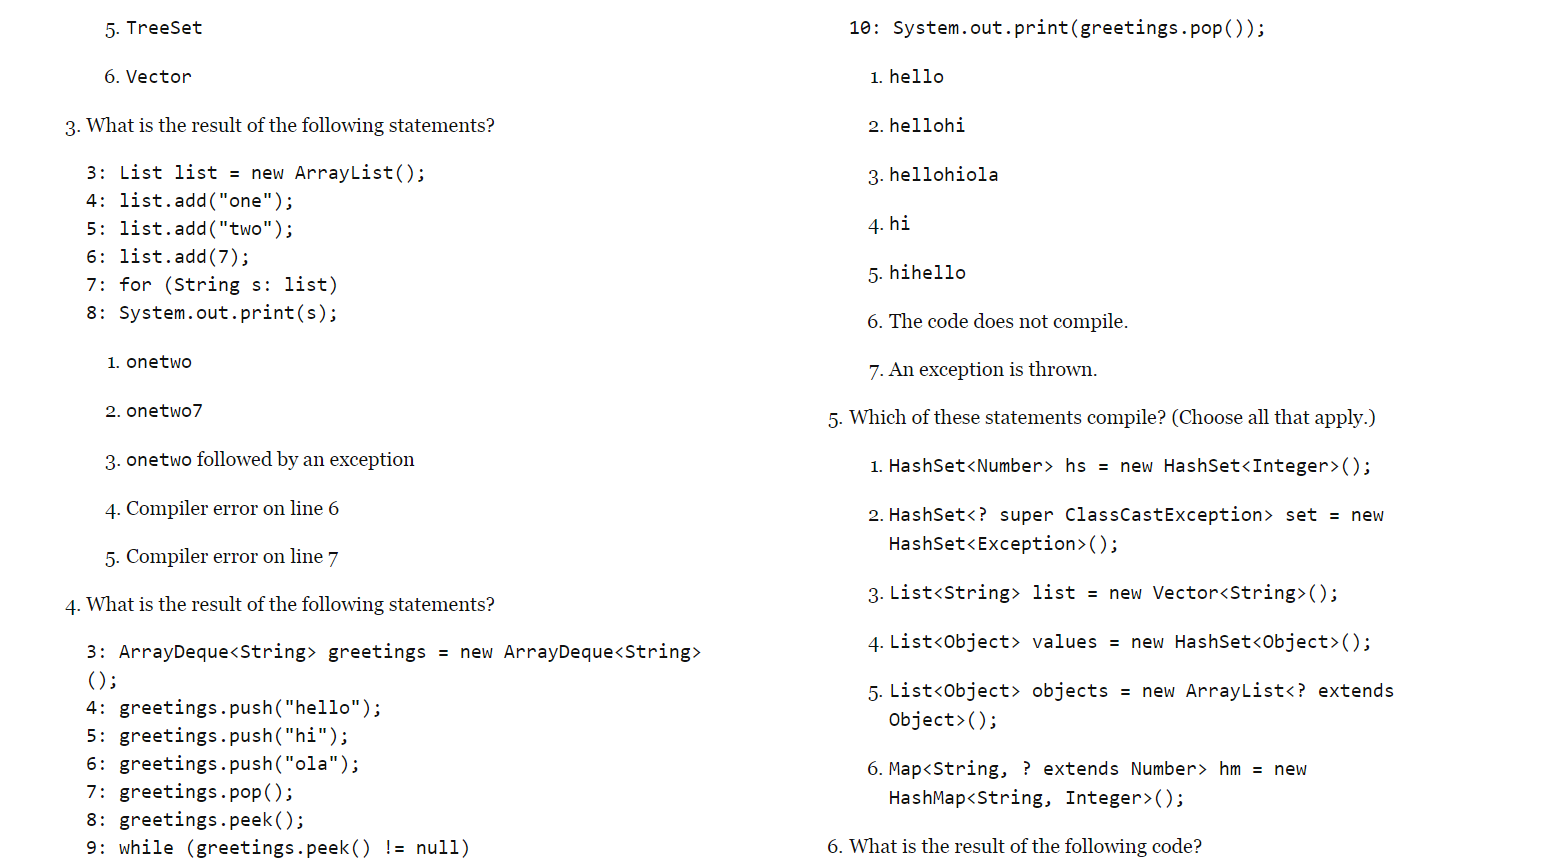 5. TreeSet
6. Vector
3. What is the result of the following statements?
3: List list = new ArrayList();
4: list.add("one");
5: list.add("two");
6: list.add(7);
7: for (String s: list)
8: System.out.print(s);
1. onetwo
2. onetwo7
3. onetwo followed by an exception
4. Compiler error on line 6
5. Compiler error on line 7
4. What is the result of the following statements?
3: ArrayDeque<String> greetings = new ArrayDeque<String>
();
4: greetings.push("hello");
5: greetings.push("hi");
6: greetings.push("ola");
7: greetings.pop();
8: greetings.peek();
9: while (greetings.peek() != null)
10: System.out.print(greetings.pop());
1. hello
2. hellohi
3. hellohiola
4. hi
5. hihello
6. The code does not compile.
7. An exception is thrown.
5. Which of these statements compile? (Choose all that apply.)
1. HashSet<Number> hs = new HashSet<Integer>();
2. HashSet<? super ClassCastException> set = new
HashSet<Exception>();
3. List<String> list = new Vector<String>();
4. List<Object> values = new HashSet<Object>();
5. List<Object> objects = new ArrayList<? extends
Object>();
6. Map<String, ? extends Number> hm = new
HashMap<String, Integer>();
6. What is the result of the following code?